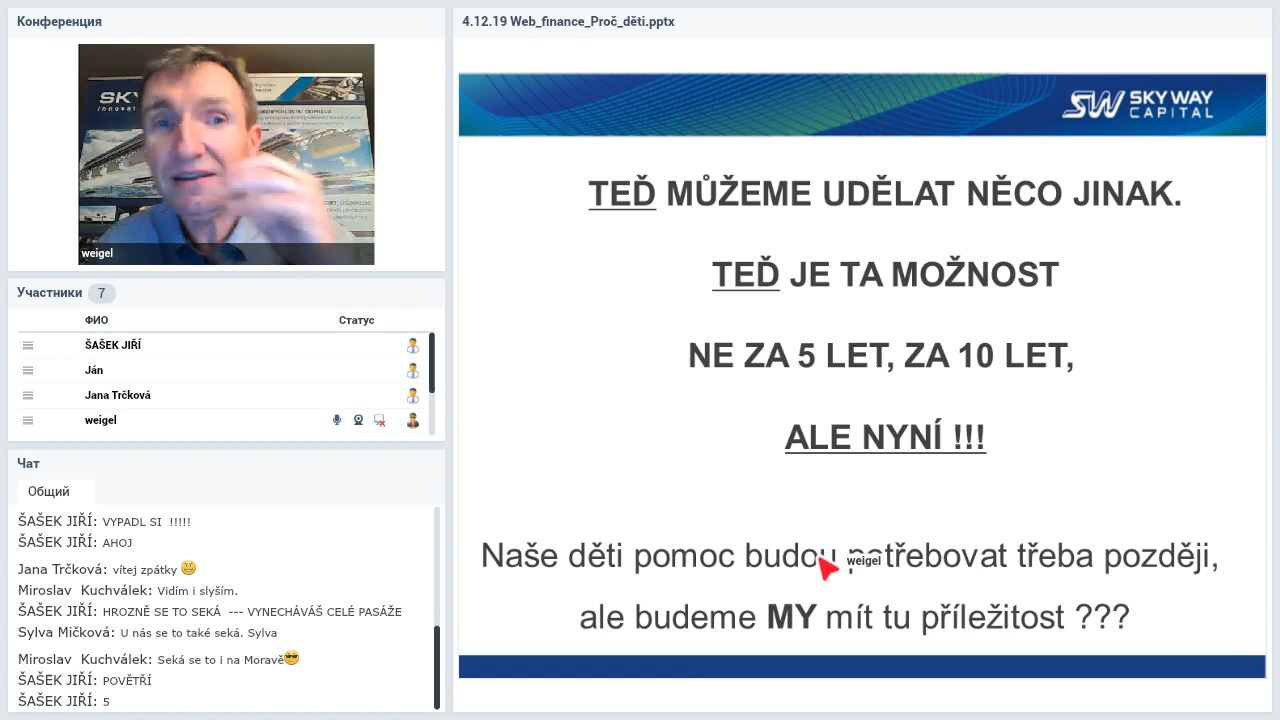 Конференция
SKY
weigel
Участники 7
ФИО Статус
ŠAŠEK JIŘÍ
Ján
Jana Trčková
weigel
Чат
Общий
ŠAŠEK JIŘÍ: VYPADL SI !!!!!
ŠAŠEK JIŘÍ: AHOJ
Jana Trčková: vítej zpátky
Miroslav Kuchválek: Vidím i slyším.
ŠAŠEK JIŘÍ: HROZNĚ SE TO SEKÁ --- VYNECHÁVÁŠ CELÉ PASÁŽE
Sylva Mičková: U nás se to také seká. Sylva
Miroslav Kuchválek: Seká se to i na Moravě
ŠAŠEK JIŘÍ: POVĚTŘÍ
ŠAŠEK JIŘÍ: 5
4.12.19 Web_finance_Proč_děti.pptx
SW SKY WAY
CAPITAL
TEĎ MŮŽEME UDĚLAT NĚCO JINAK.
TEĎ JE TA MOŽNOST
NE ZA 5 LET, ZA 10 LET,
ALE NYNÍ !!!
Naše děti pomoc budou potřebovat třeba později,
weigel
ale budeme MY mít tu příležitost ???